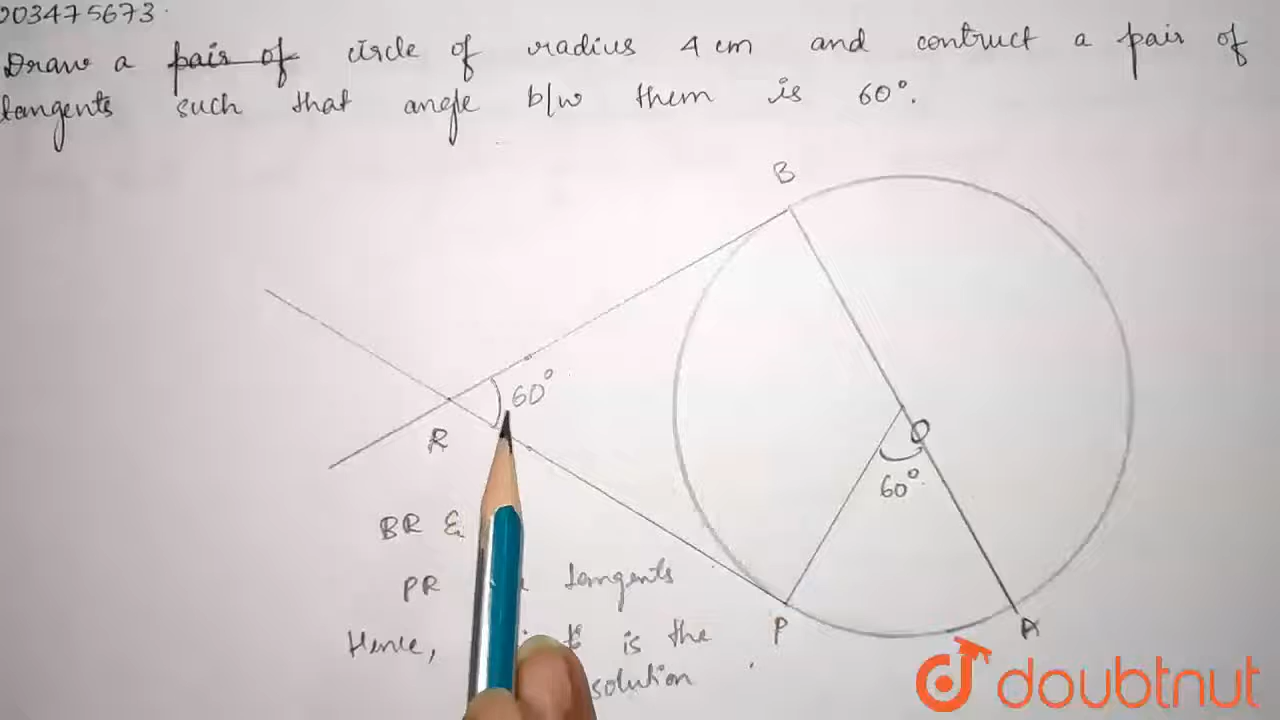 003475673.
Draw a pair of circle of radius 4 cm and contruct a pair of
tangents such that angle b/w them is 60°.
B
60°
R
O
60°
BR &
PR tangents
P
A
Hence, is the
solution
doubtnut